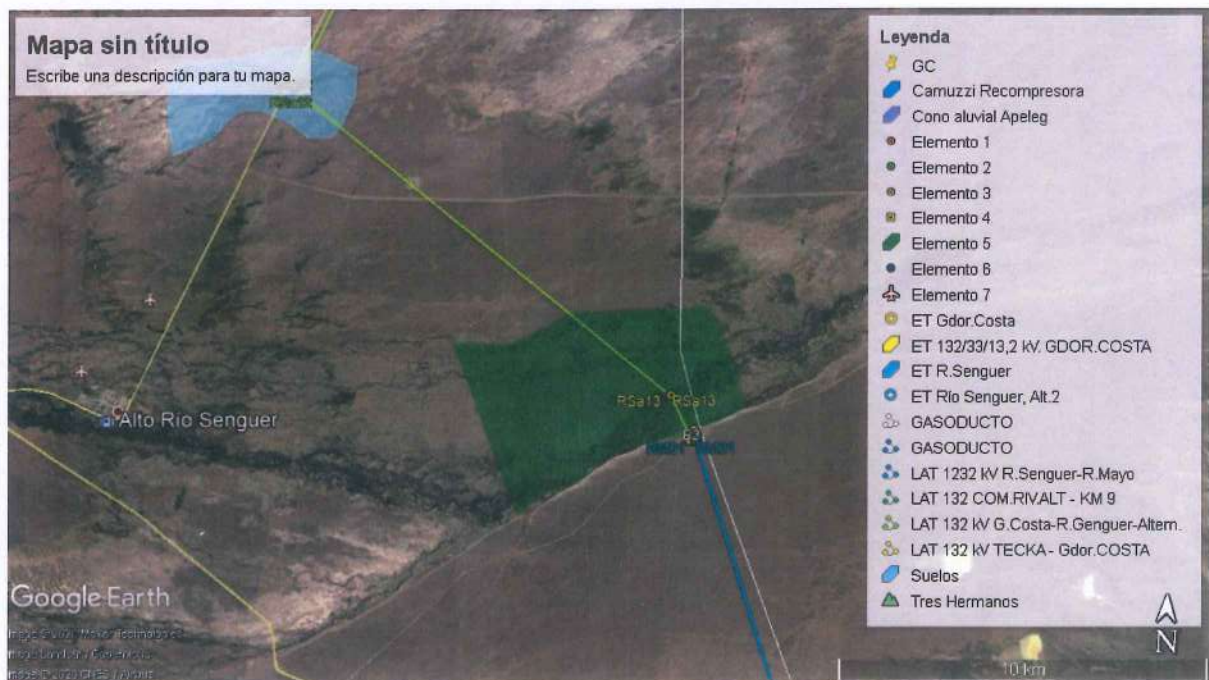 Mapa sin título
Escribe una descripción para tu mapa.
Alto Río Senguer
RSa13 RSa13
Google Earth
Leyenda
GC
Camuzzi Recompresora
Cono aluvial Apeleg
Elemento 1
Elemento 2
Elemento 3
Elemento 4
Elemento 5
Elemento 6
Elemento 7
ET Gdor.Costa
ET 132/33/13,2 kV. GDOR.COSTA
ET R.Senguer
ET Río Senguer, Alt.2
GASODUCTO
GASODUCTO
LAT 1232 kV R.Senguer-R.Mayo
LAT 132 COM.RIV.ALT - KM 9
LAT 132 kV G.Costa-R.Genguer-Altern.
LAT 132 kV TECKA - Gdor.COSTA
Suelos
Tres Hermanos
N
10 km